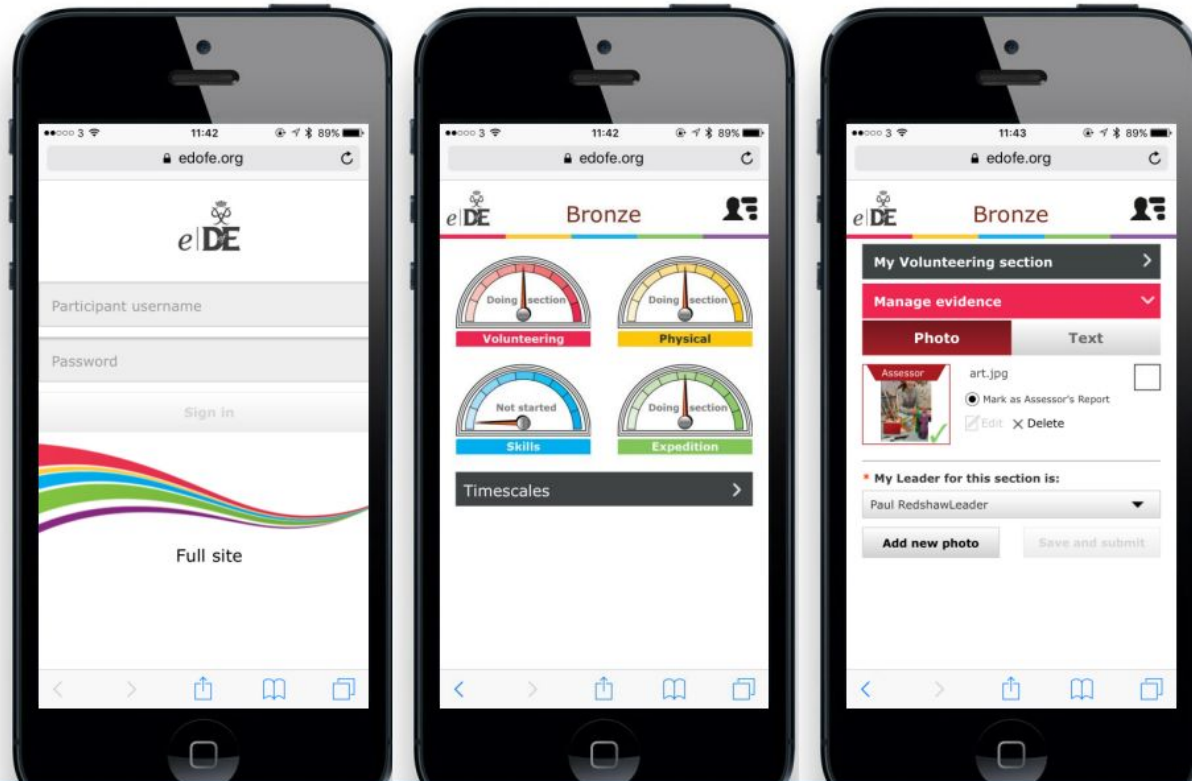 ●●○○○ 3 11:42 89%
edofe.org
e|DE
Participant username
Password
Sign in
Full site
●●○○○ 3 11:42 89%
edofe.org
e|DE
Bronze
Doing section
Volunteering
Doing section
Physical
Not started
Skills
Doing section
Expedition
Timescales
●●○○○ 3 11:43 89%
edofe.org
e|DE
Bronze
My Volunteering section
Manage evidence
Photo Text
Assessor
art.jpg
Mark as Assessor's Report
Edit Delete
* My Leader for this section is:
Paul RedshawLeader
Add new photo Save and submit